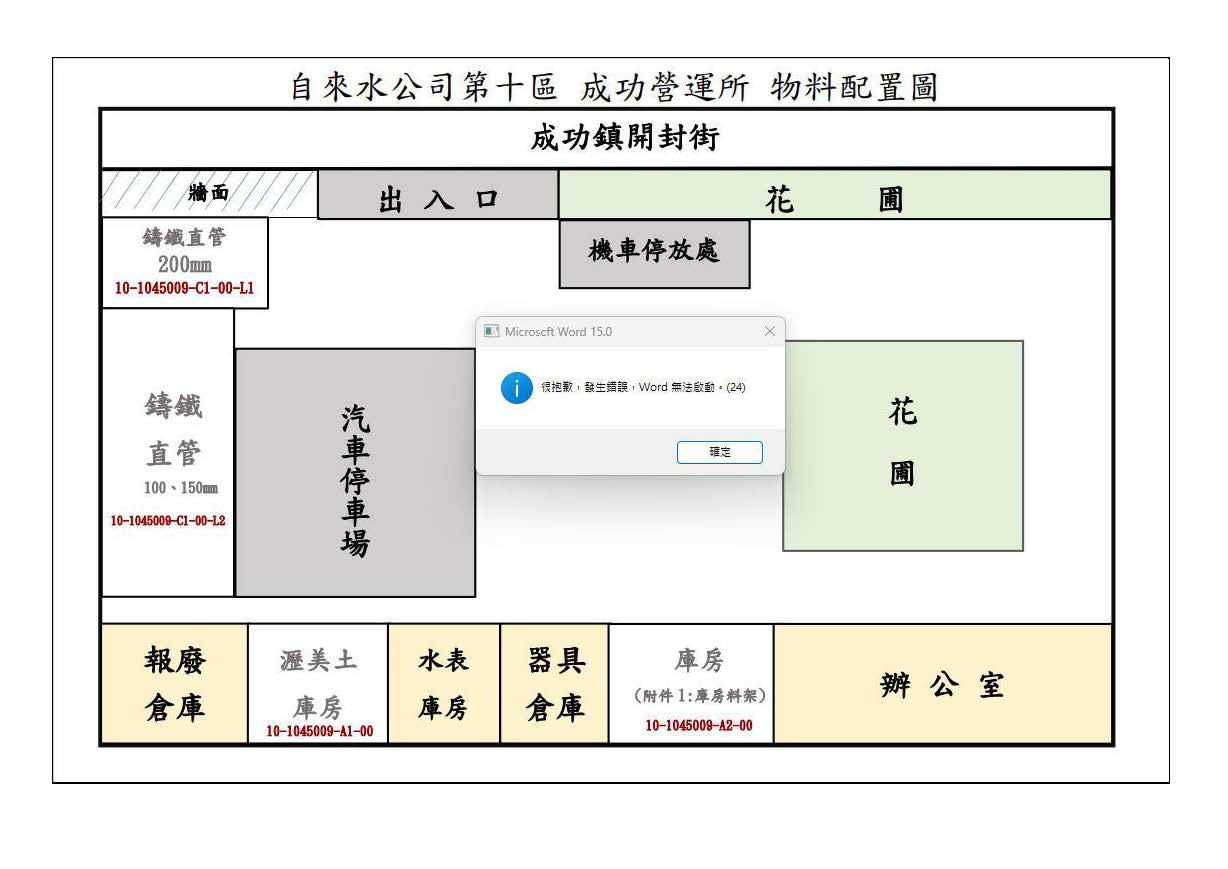 自來水公司第十區 成功營運所 物料配置圖
成功鎮開封街
牆面
出入口
花圃
鑄鐵直管
200mm
10-1045009-C1-00-L1
機車停放處
Microscft Word 15.0
很抱歉，發生錯誤，Word 無法啟動。(24)
確定
鑄鐵
直管
100、150mm
10-1045009-C1-00-L2
汽車停車場
花
圃
報廢
倉庫
瀝美土
庫房
10-1045009-A1-00
水表
庫房
器具
倉庫
庫房
(附件1:庫房料架)
10-1045009-A2-00
辦公室